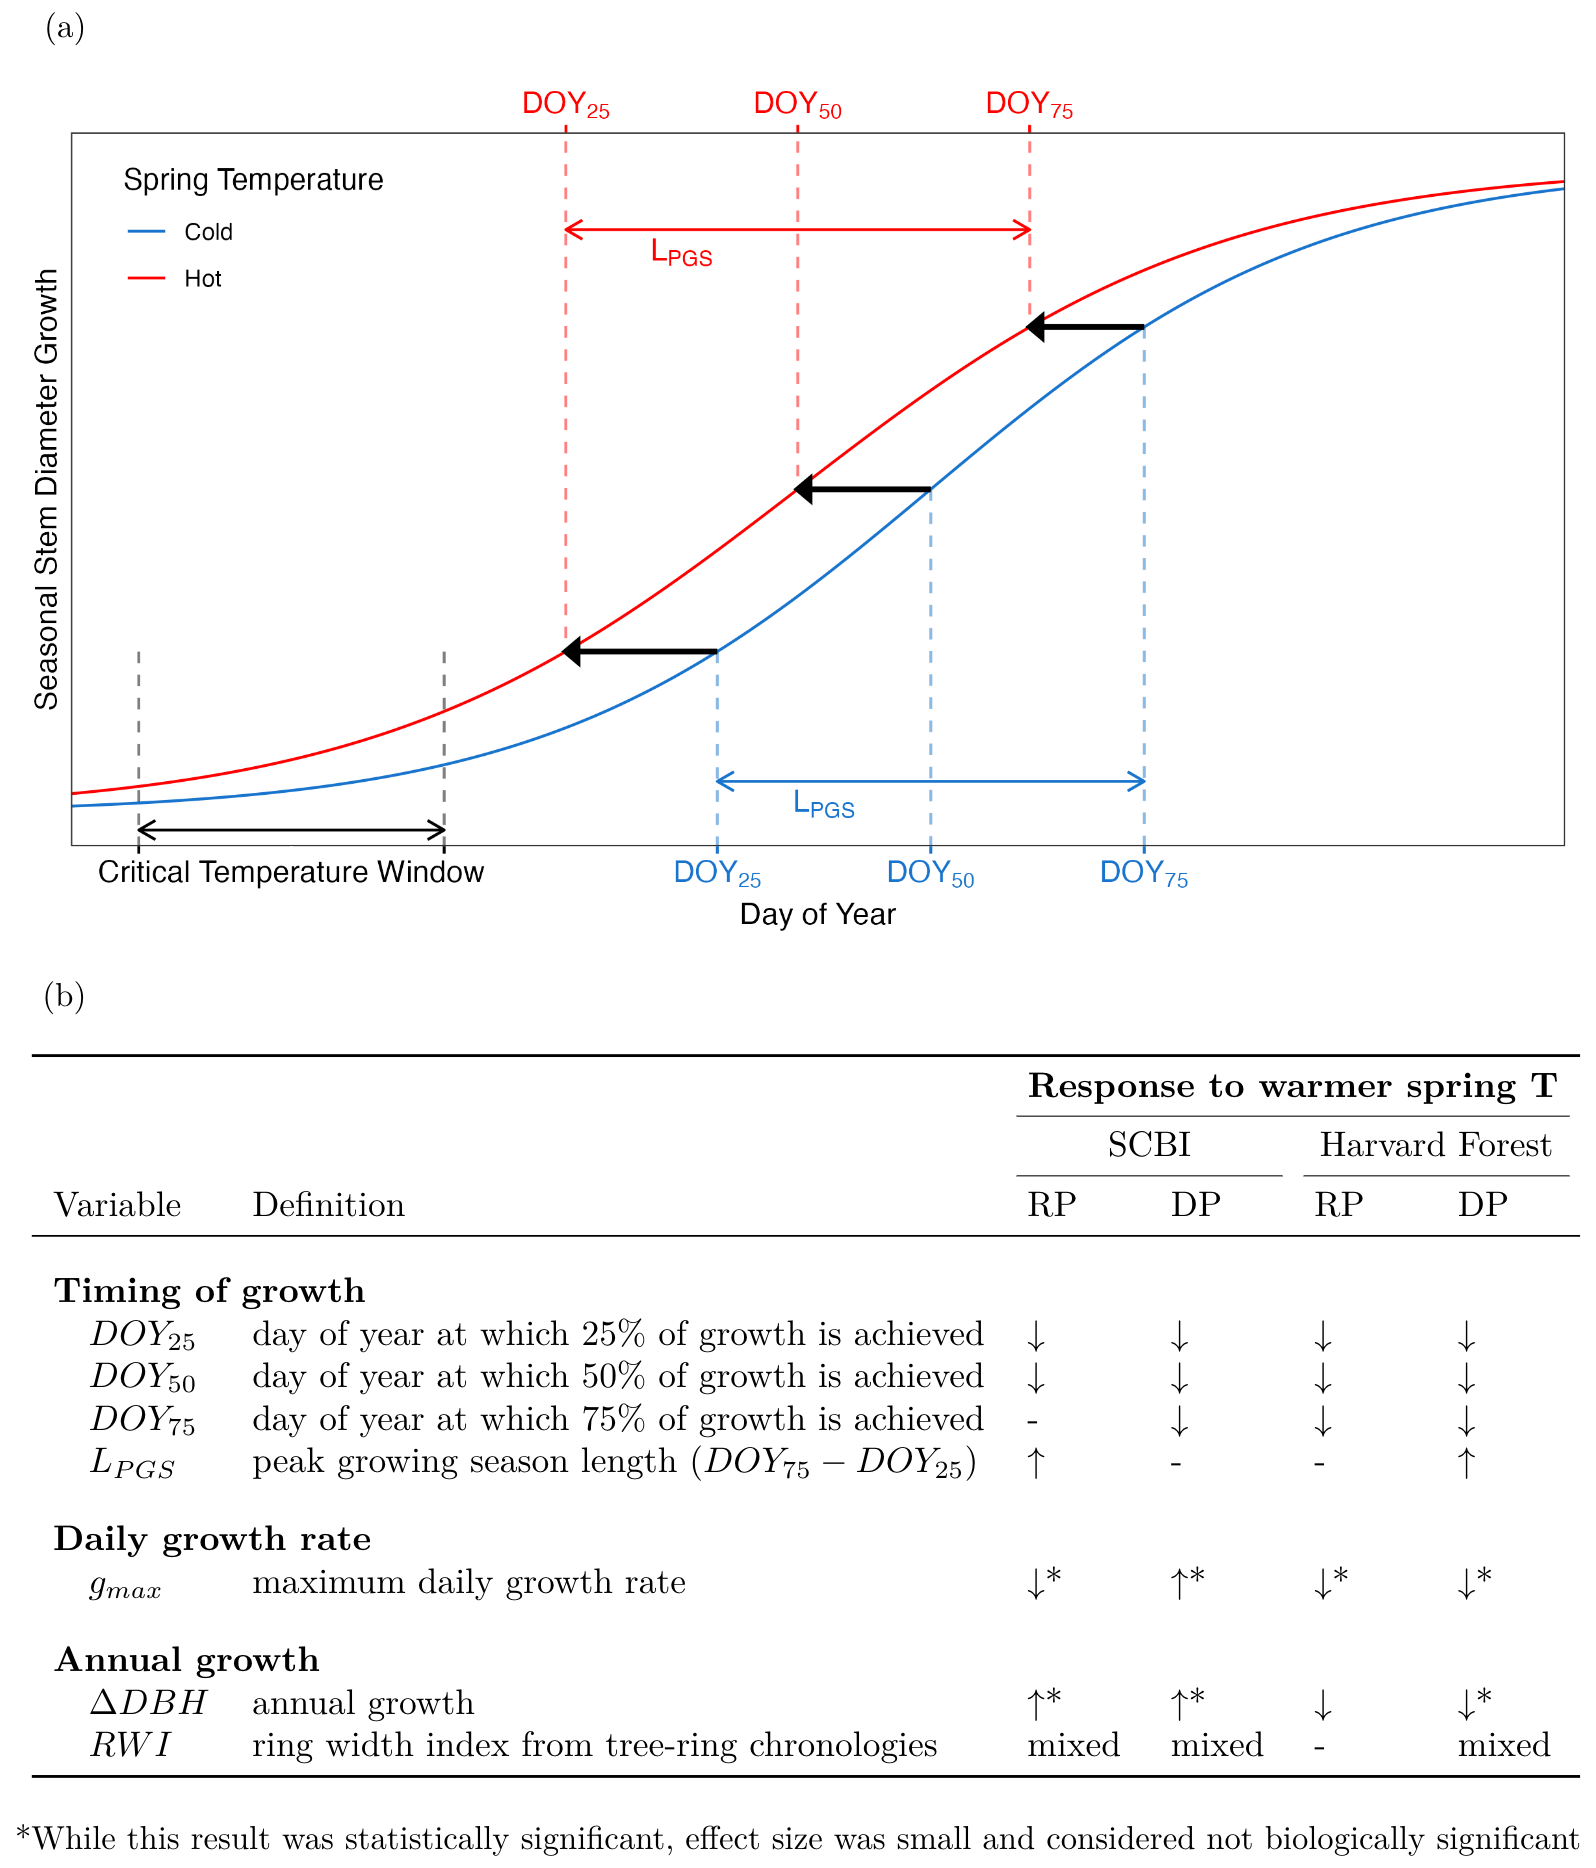 (a)
DOY25 DOY50 DOY75
Spring Temperature
Cold
Hot
LPGS
Seasonal Stem Diameter Growth
LPGS
Critical Temperature Window DOY25 DOY50 DOY75
Day of Year
(b)
Response to warmer spring T
SCBI Harvard Forest
Variable Definition RP DP RP DP
Timing of growth
DOY25 day of year at which 25% of growth is achieved ↓ ↓ ↓ ↓
DOY50 day of year at which 50% of growth is achieved ↓ ↓ ↓ ↓
DOY75 day of year at which 75% of growth is achieved - ↓ ↓ ↓
LPGS peak growing season length (DOY75 − DOY25) ↑ - - ↑
Daily growth rate
gmax maximum daily growth rate ↓* ↑* ↓* ↓*
Annual growth
ΔDBH annual growth ↑* ↑* ↓ ↓*
RWI ring width index from tree-ring chronologies mixed mixed - mixed
*While this result was statistically significant, effect size was small and considered not biologically significant